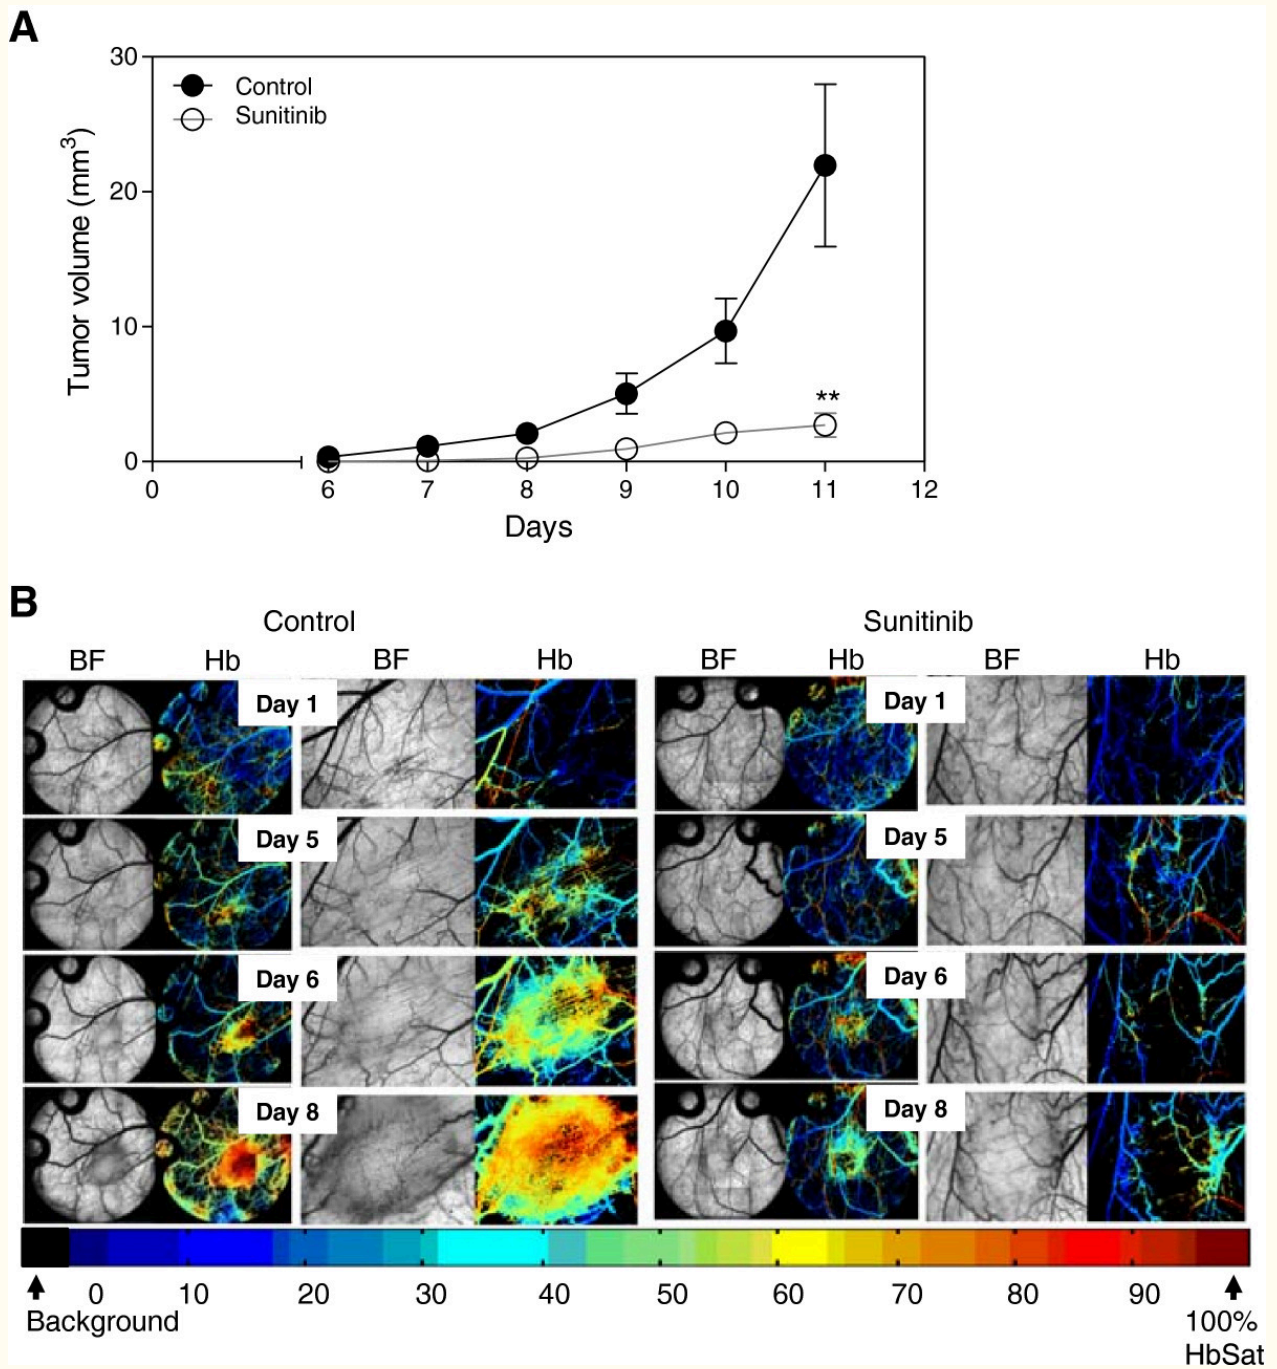 A
30
Control
Sunitinib
20
10
0
Tumor volume (mm³)
**
0 6 7 8 9 10 11 12
Days
B
Control Sunitinib
BF Hb BF Hb BF Hb BF Hb
Day 1 Day 1
Day 5 Day 5
Day 6 Day 6
Day 8 Day 8
0 10 20 30 40 50 60 70 80 90
Background 100%
HbSat